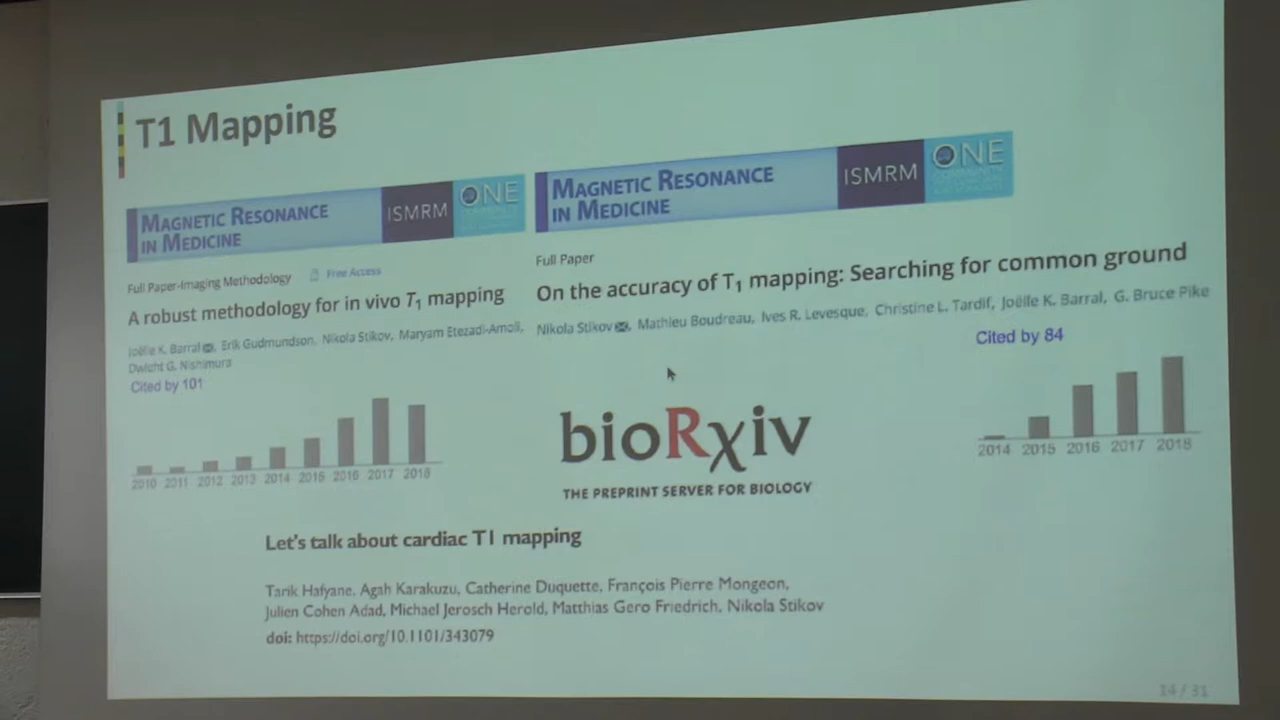 T1 Mapping
MAGNETIC RESONANCE
IN MEDICINE
ISMRM
ONE
Full Paper-Imaging Methodology
Free Access
A robust methodology for in vivo T1 mapping
Joëlle K. Barral, Erik Gudmundson, Nikola Stikov, Maryam Etezadi-Amoli,
Dwight G. Nishimura
Cited by 101
2010 2011 2012 2013 2014 2015 2016 2017 2018
MAGNETIC RESONANCE
IN MEDICINE
ISMRM
ONE
Full Paper
On the accuracy of T1 mapping: Searching for common ground
Nikola Stikov, Mathieu Boudreau, Ives R. Levesque, Christine L. Tardif, Joëlle K. Barral, G. Bruce Pike
Cited by 84
2014 2015 2016 2017 2018
bioRχiv
THE PREPRINT SERVER FOR BIOLOGY
Let's talk about cardiac T1 mapping
Tarik Hafyane, Agah Karakuzu, Catherine Duquette, François Pierre Mongeon,
Julien Cohen Adad, Michael Jerosch Herold, Matthias Gero Friedrich, Nikola Stikov
doi: https://doi.org/10.1101/343079
14 / 31